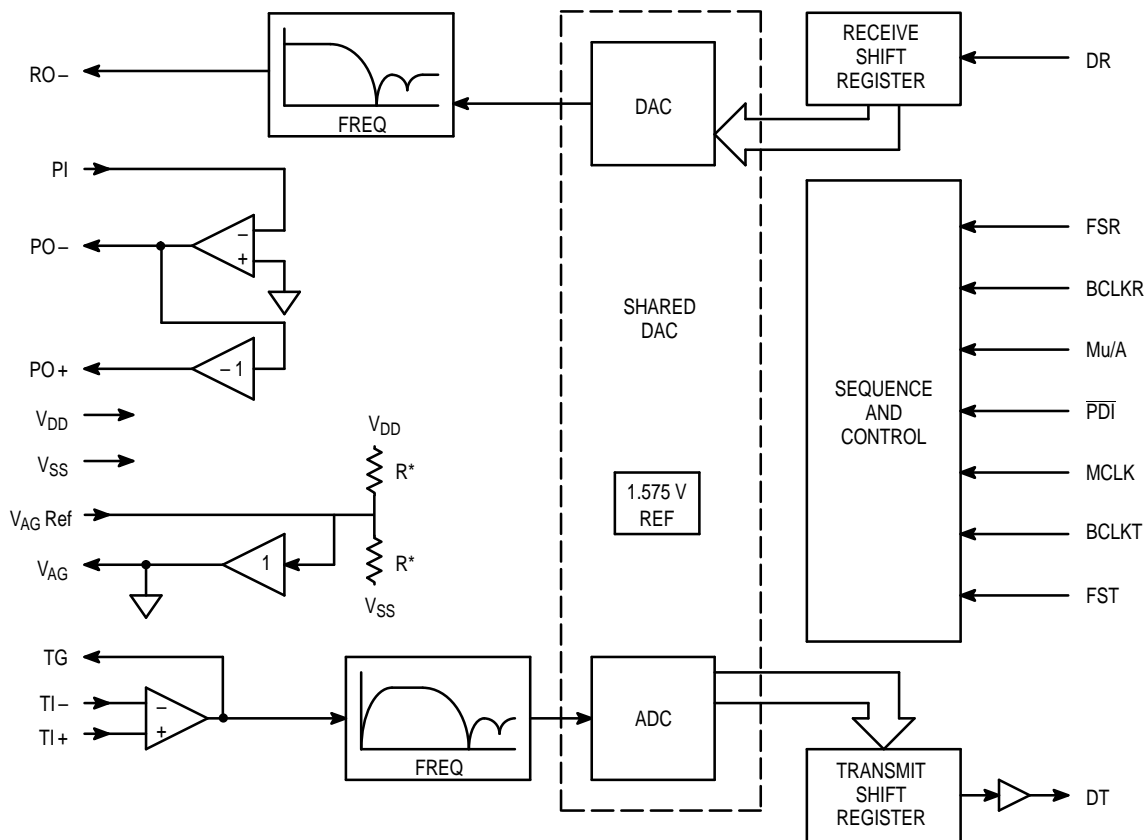 RO –
FREQ
DAC
RECEIVE
SHIFT
REGISTER
DR
PI
PO –
–
+
PO +
– 1
SHARED
DAC
SEQUENCE
AND
CONTROL
FSR
BCLKR
Mu/A
PDI
MCLK
BCLKT
FST
VDD
VSS
VDD
R*
VAG Ref
VAG
1
R*
VSS
1.575 V
REF
TG
TI –
TI +
–
+
FREQ
ADC
TRANSMIT
SHIFT
REGISTER
DT